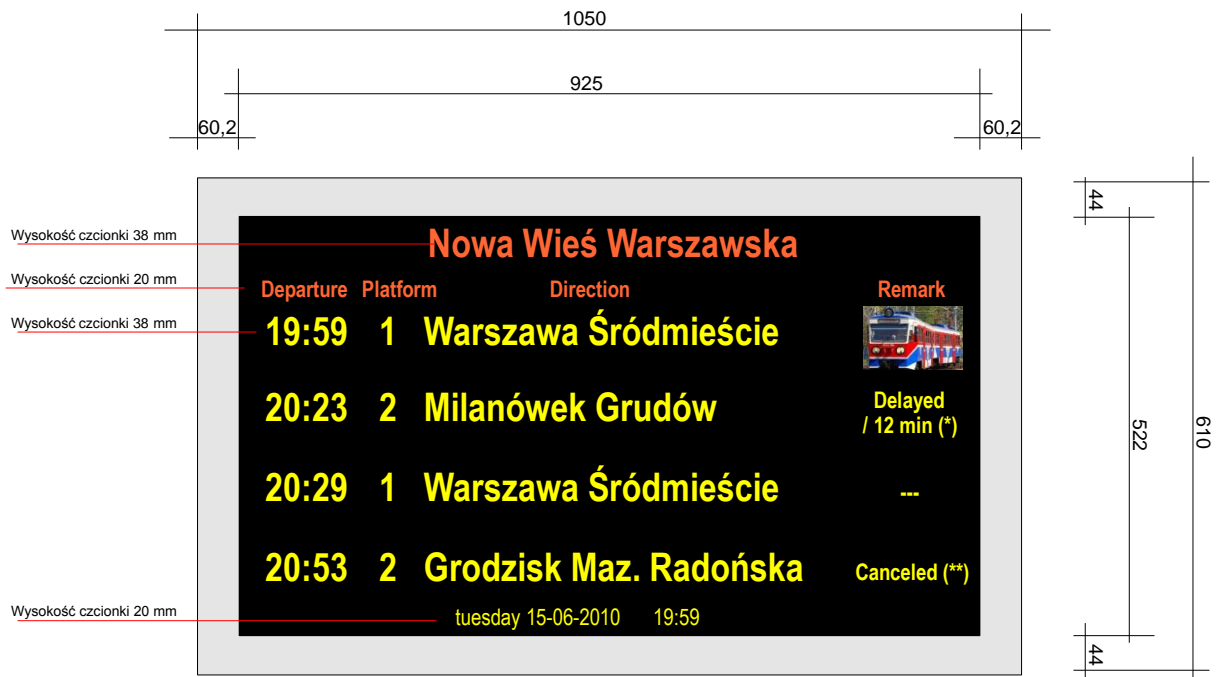 1050
925
60,2
60,2
44
Wysokość czcionki 38 mm
Nowa Wieś Warszawska
Wysokość czcionki 20 mm
Departure Platform Direction Remark
Wysokość czcionki 38 mm
19:59 1 Warszawa Śródmieście
20:23 2 Milanówek Grudów
Delayed
/ 12 min (*)
522
610
20:29 1 Warszawa Śródmieście ---
20:53 2 Grodzisk Maz. Radońska Canceled (**)
Wysokość czcionki 20 mm
tuesday 15-06-2010 19:59
44